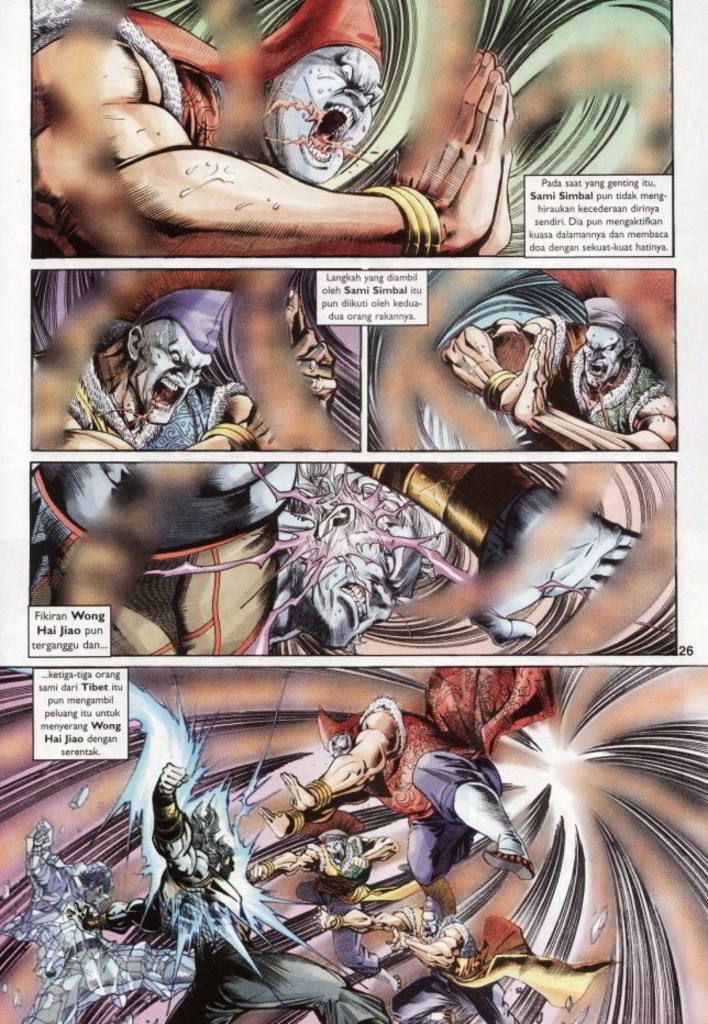 Pada saat yang genting itu,
Sami Simbal pun tidak meng-
hiraukan kecederaan dirinya
sendiri. Dia pun mengaktifkan
kuasa dalamannya dan membaca
doa dengan sekuat-kuat hatinya.
Langkah yang diambil
oleh Sami Simbal itu
pun diikuti oleh kedua-
dua orang rakannya.
Fikiran Wong
Hai Jiao pun
terganggu dan...
26
...ketiga-tiga orang
sami dari Tibet itu
pun mengambil
peluang itu untuk
menyerang Wong
Hai Jiao dengan
serentak.